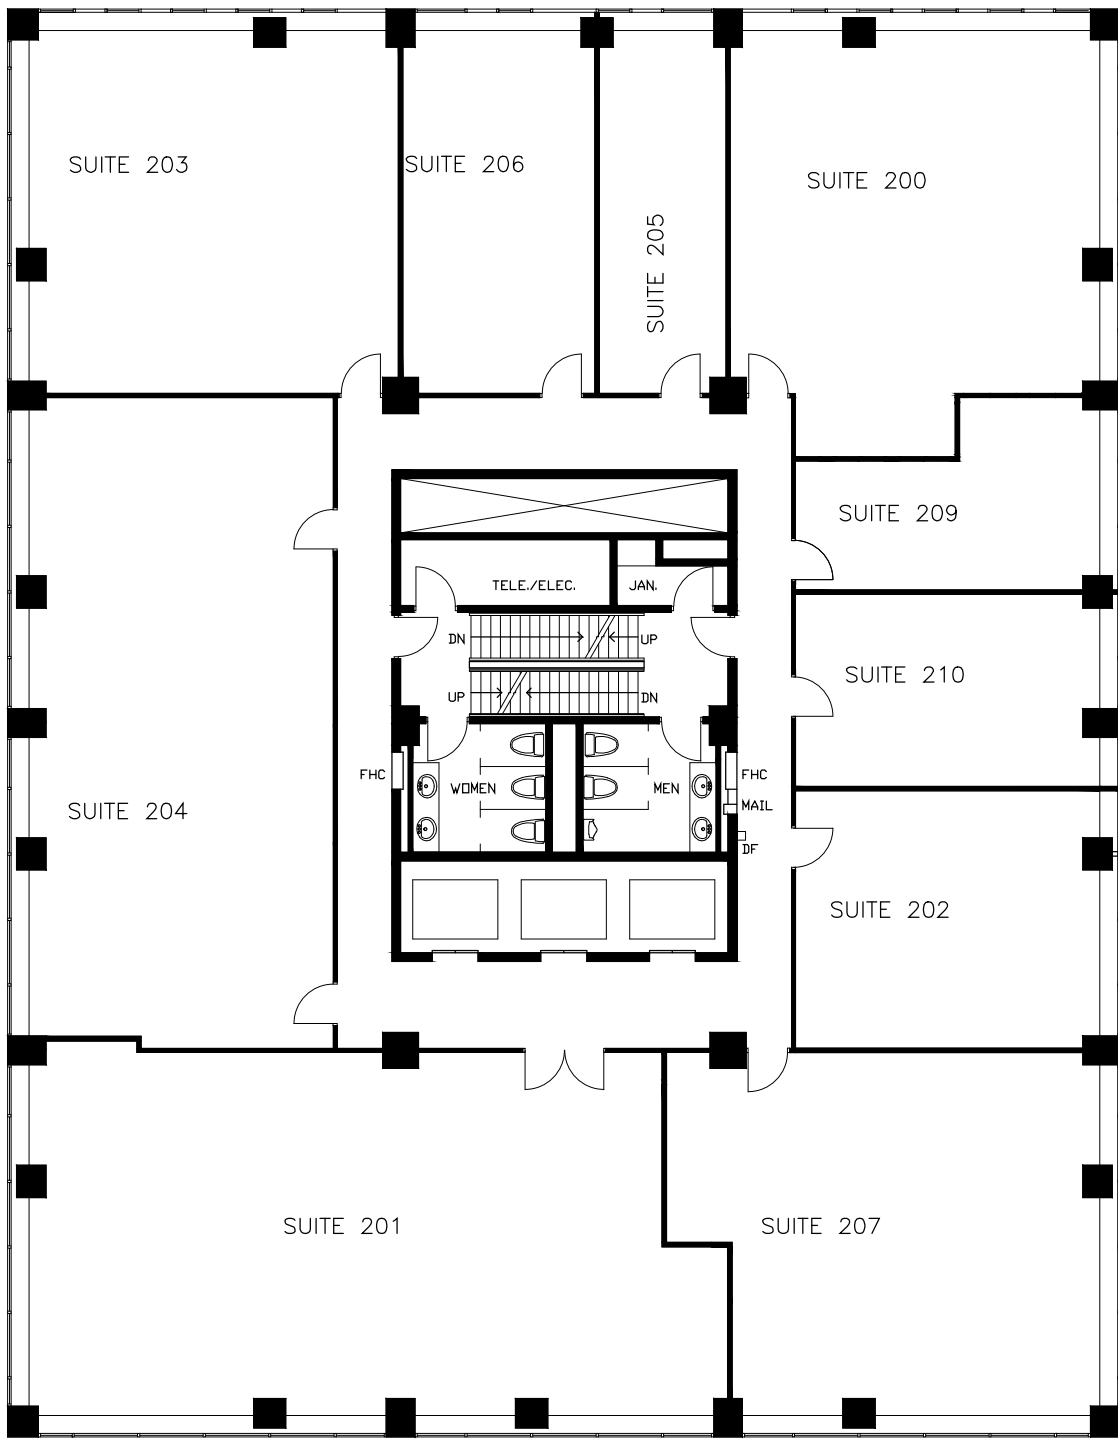 SUITE 203
SUITE 206
SUITE 200
SUITE 205
SUITE 209
TELE./ELEC.
JAN.
DN
UP
SUITE 210
UP
DN
FHC
WOMEN
MEN
FHC
MAIL
SUITE 204
DF
SUITE 202
SUITE 201
SUITE 207